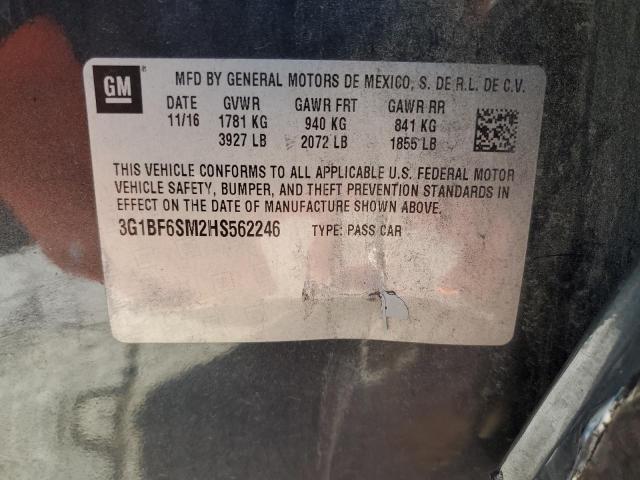 GM ® MFD BY GENERAL MOTORS DE MEXICO, S. DE R.L. DE C.V.
DATE GVWR GAWR FRT GAWR RR
11/16 1781 KG 940 KG 841 KG
3927 LB 2072 LB 1855 LB
THIS VEHICLE CONFORMS TO ALL APPLICABLE U.S. FEDERAL MOTOR
VEHICLE SAFETY, BUMPER, AND THEFT PREVENTION STANDARDS IN
EFFECT ON THE DATE OF MANUFACTURE SHOWN ABOVE.
3G1BF6SM2HS562246 TYPE: PASS CAR